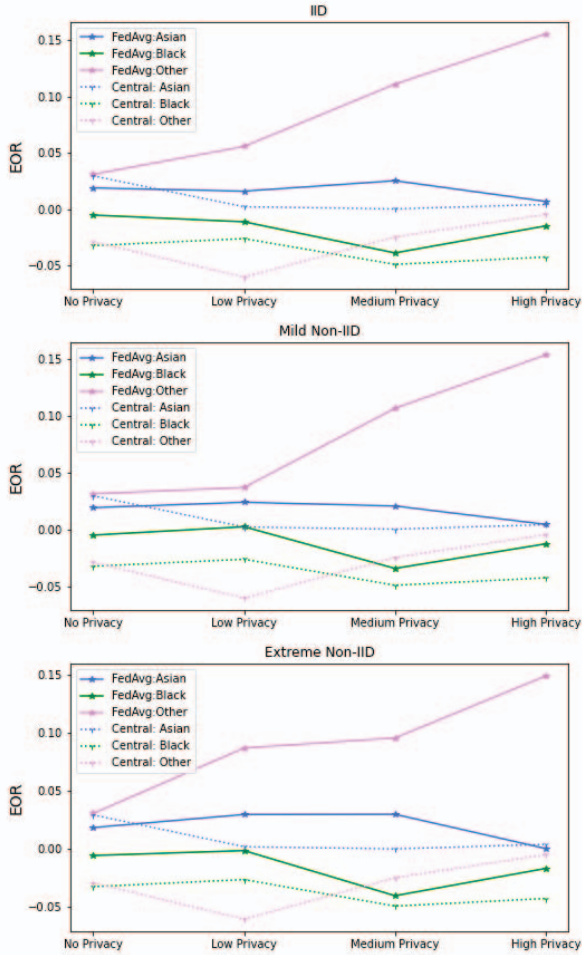 IID
EOR
0.15
0.10
0.05
0.00
−0.05
FedAvg:Asian
FedAvg:Black
FedAvg:Other
Central: Asian
Central: Black
Central: Other
No Privacy Low Privacy Medium Privacy High Privacy
Mild Non-IID
EOR
0.15
0.10
0.05
0.00
−0.05
FedAvg:Asian
FedAvg:Black
FedAvg:Other
Central: Asian
Central: Black
Central: Other
No Privacy Low Privacy Medium Privacy High Privacy
Extreme Non-IID
EOR
0.15
0.10
0.05
0.00
−0.05
FedAvg:Asian
FedAvg:Black
FedAvg:Other
Central: Asian
Central: Black
Central: Other
No Privacy Low Privacy Medium Privacy High Privacy